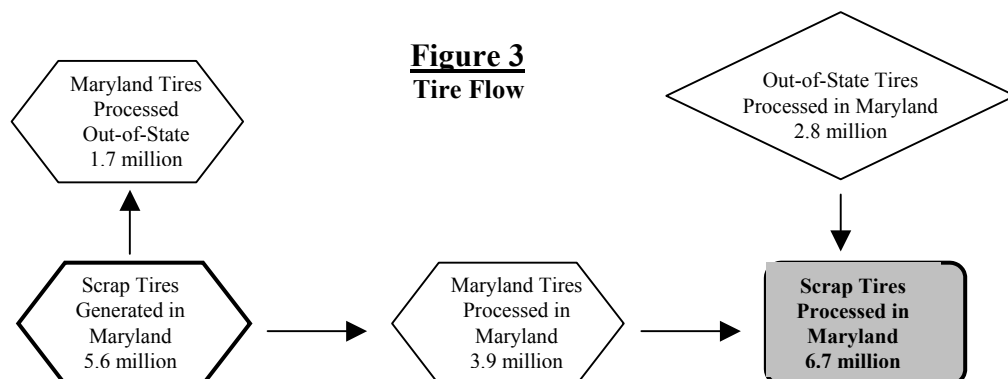 Figure 3
Tire Flow
Maryland Tires
Processed
Out-of-State
1.7 million
Out-of-State Tires
Processed in Maryland
2.8 million
Scrap Tires
Generated in
Maryland
5.6 million
Maryland Tires
Processed in
Maryland
3.9 million
Scrap Tires
Processed in
Maryland
6.7 million